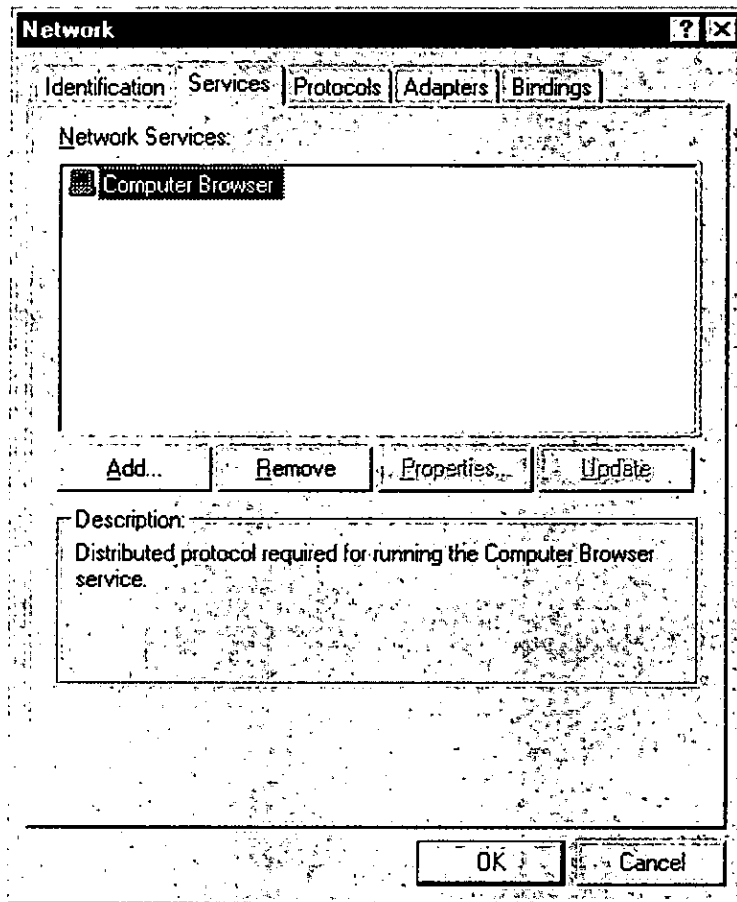 Network
Identification Services Protocols Adapters Bindings
Network Services:
Computer Browser
Add... Remove Properties... Update
Description:
Distributed protocol required for running the Computer Browser
service.
OK Cancel